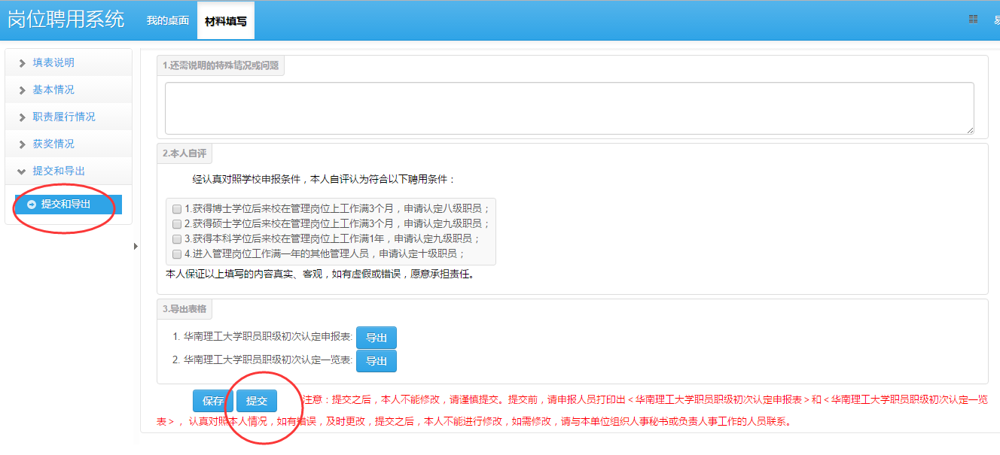 岗位聘用系统 我的桌面 材料填写
填表说明
基本情况
职责履行情况
获奖情况
提交和导出
提交和导出
1.还需说明的特殊情况或问题
2.本人自评
经认真对照学校申报条件，本人自评认为符合以下聘用条件：
1.获得博士学位后来校在管理岗位上工作满3个月，申请认定八级职员；
2.获得硕士学位后来校在管理岗位上工作满3个月，申请认定九级职员；
3.获得本科学位后来校在管理岗位上工作满1年，申请认定九级职员；
4.进入管理岗位工作满一年的其他管理人员，申请认定十级职员；
本人保证以上填写的内容真实、客观，如有虚假或错误，愿意承担责任。
3.导出表格
1. 华南理工大学职员职级初次认定申报表: 导出
2. 华南理工大学职员职级初次认定一览表: 导出
保存 提交 注意：提交之后，本人不能修改，请谨慎提交。提交前，请申报人员打印出＜华南理工大学职员职级初次认定申报表＞和＜华南理工大学职员职级初次认定一览
表＞， 认真对照本人情况，如有错误，及时更改，提交之后，本人不能进行修改，如需修改，请与本单位组织人事秘书或负责人事工作的人员联系。